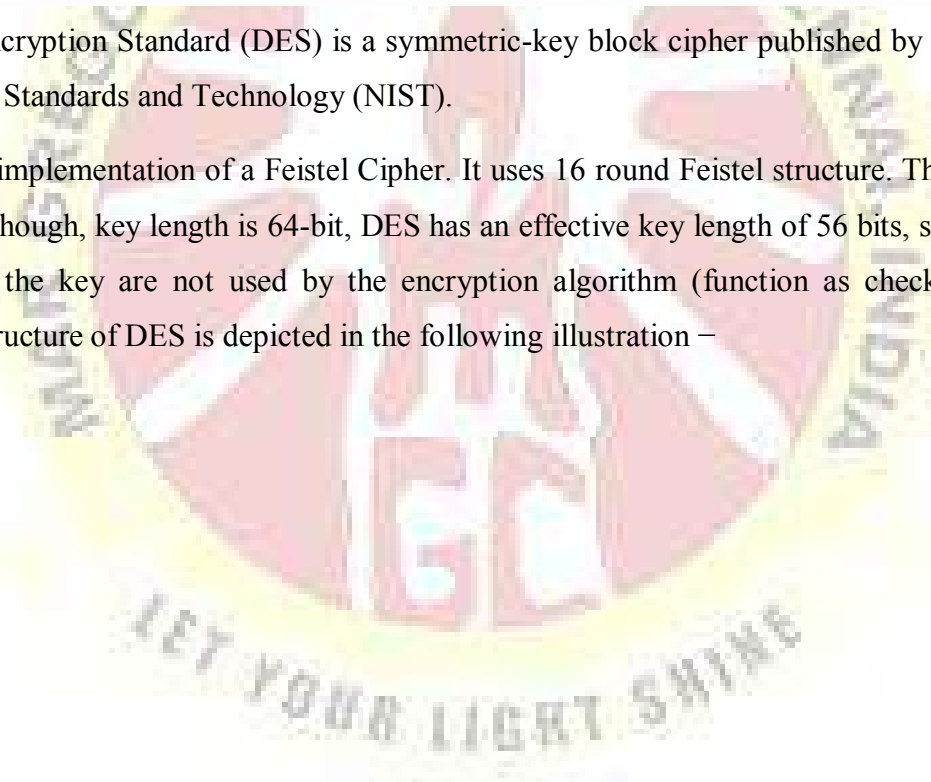 cryption Standard (DES) is a symmetric-key block cipher published by
Standards and Technology (NIST).
implementation of a Feistel Cipher. It uses 16 round Feistel structure. Th
hough, key length is 64-bit, DES has an effective key length of 56 bits, s
the key are not used by the encryption algorithm (function as check
ructure of DES is depicted in the following illustration −
GC
LET YOUR LIGHT SHINE
INDIA